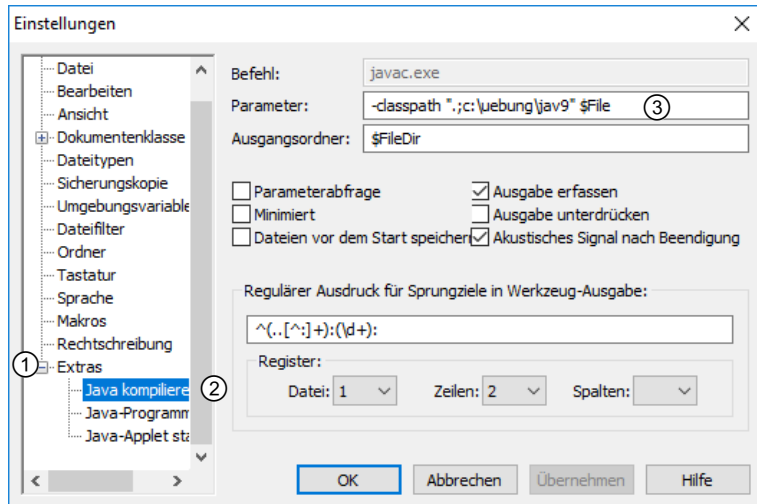 Einstellungen
Datei
Bearbeiten
Ansicht
Dokumentenklasse
Dateitypen
Sicherungskopie
Umgebungsvariable
Dateifilter
Ordner
Tastatur
Sprache
Makros
Rechtschreibung
① Extras
Java kompiliere ②
Java-Programm
Java-Applet sta
Befehl: javac.exe
Parameter: -classpath ".;c:\uebung\jav9" $File ③
Ausgangsordner: $FileDir
Parameterabfrage Ausgabe erfassen
Minimiert Ausgabe unterdrücken
Dateien vor dem Start speichern Akustisches Signal nach Beendigung
Regulärer Ausdruck für Sprungziele in Werkzeug-Ausgabe:
^(..[^:]+):(\d+):
Register:
Datei: 1 Zeilen: 2 Spalten:
OK Abbrechen Übernehmen Hilfe